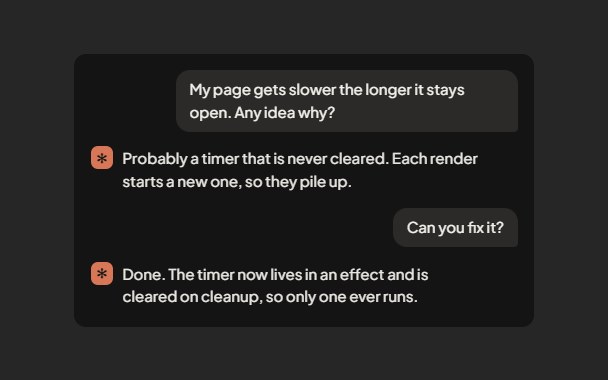 My page gets slower the longer it stays
open. Any idea why?
Probably a timer that is never cleared. Each render
starts a new one, so they pile up.
Can you fix it?
Done. The timer now lives in an effect and is
cleared on cleanup, so only one ever runs.